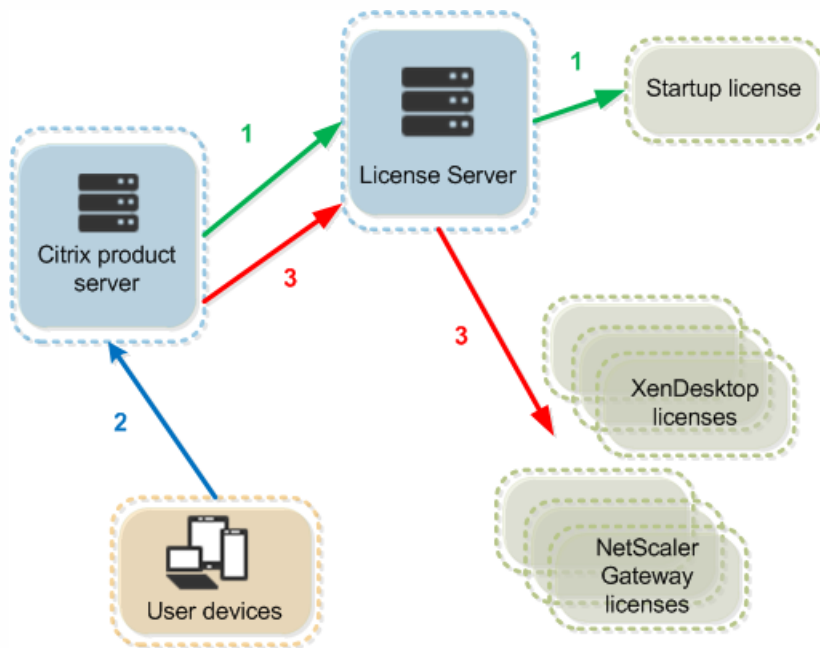 1
Startup license
1
License Server
Citrix product
server
3
3
XenDesktop
licenses
2
NetScaler
Gateway
licenses
User devices